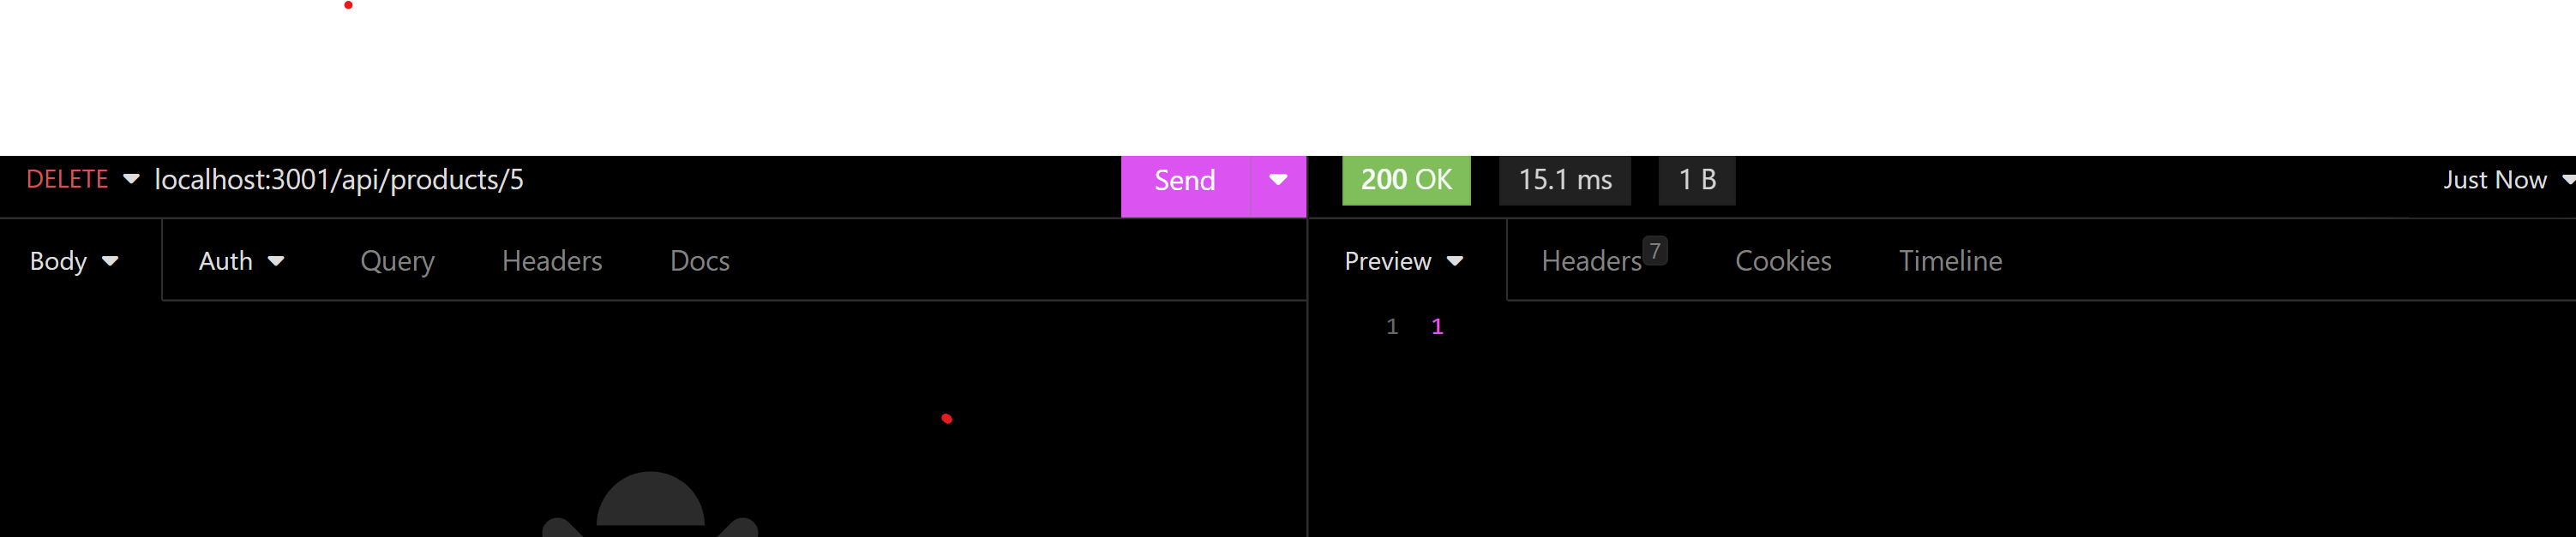 DELETE localhost:3001/api/products/5 Send 200 OK 15.1 ms 1 B Just Now
Body Auth Query Headers Docs Preview Headers 7 Cookies Timeline
1 1